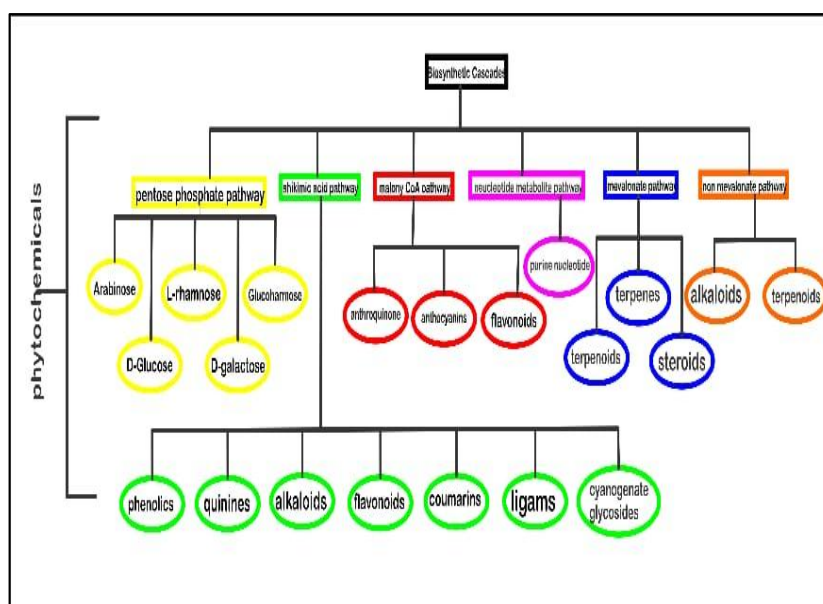 Biosynthetic Cascades
phytochemicals
pentose phosphate pathway
shikimic acid pathway
malony CoA pathway
neucleotide metabolite pathway
mevalonate pathway
non mevalonate pathway
Arabinose
L-rhamnose
Glucohamose
D-Glucose
D-galactose
anthroquinone
anthocyanins
flavonoids
purine nucleotide
terpenes
terpenoids
steroids
alkaloids
terpenoids
phenolics
quinines
alkaloids
flavonoids
coumarins
ligams
cyanogenate
glycosides